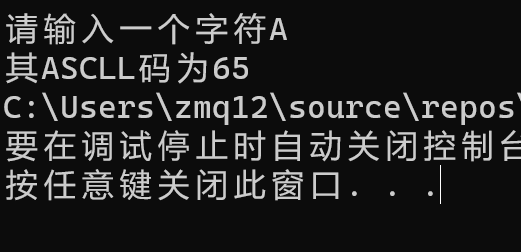 请输入一个字符A
其ASCLL码为65
C:\Users\zmq12\source\repos\
要在调试停止时自动关闭控制台
按任意键关闭此窗口. . .